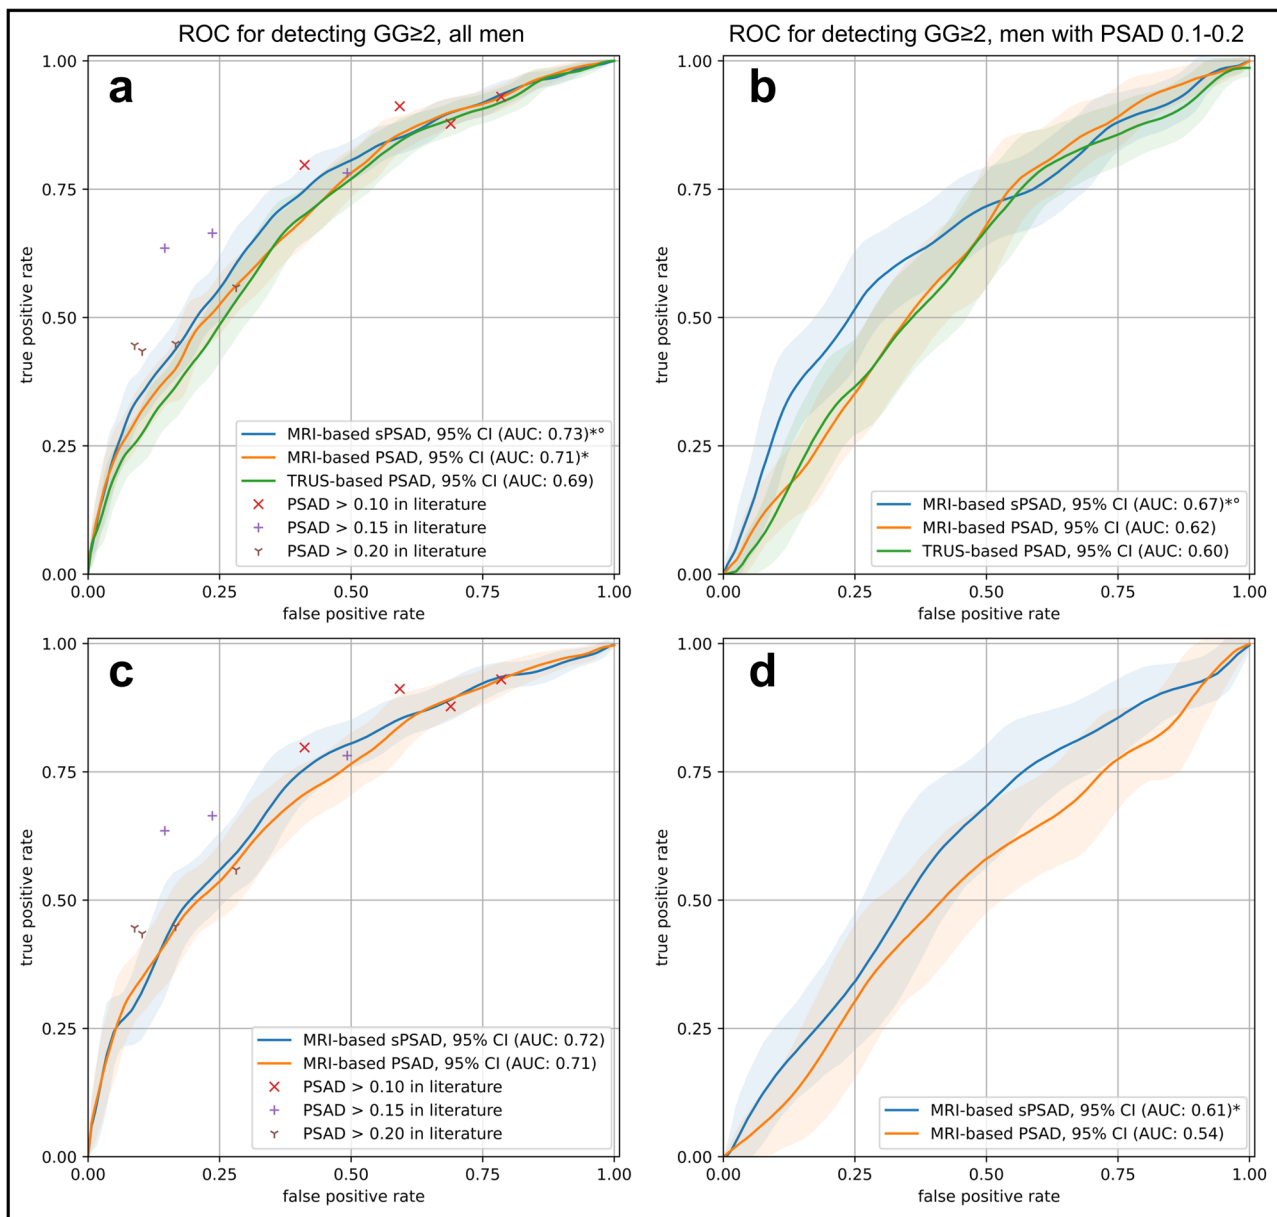 ROC for detecting GG≥2, all men
a
1.00
0.75
0.50
0.25
0.00
true positive rate
MRI-based sPSAD, 95% CI (AUC: 0.73)*°
MRI-based PSAD, 95% CI (AUC: 0.71)*
TRUS-based PSAD, 95% CI (AUC: 0.69)
PSAD > 0.10 in literature
PSAD > 0.15 in literature
PSAD > 0.20 in literature
0.00 0.25 0.50 0.75 1.00
false positive rate
ROC for detecting GG≥2, men with PSAD 0.1-0.2
b
1.00
0.75
0.50
0.25
0.00
true positive rate
MRI-based sPSAD, 95% CI (AUC: 0.67)*°
MRI-based PSAD, 95% CI (AUC: 0.62)
TRUS-based PSAD, 95% CI (AUC: 0.60)
0.00 0.25 0.50 0.75 1.00
false positive rate
c
1.00
0.75
0.50
0.25
0.00
true positive rate
MRI-based sPSAD, 95% CI (AUC: 0.72)
MRI-based PSAD, 95% CI (AUC: 0.71)
PSAD > 0.10 in literature
PSAD > 0.15 in literature
PSAD > 0.20 in literature
0.00 0.25 0.50 0.75 1.00
false positive rate
d
1.00
0.75
0.50
0.25
0.00
true positive rate
MRI-based sPSAD, 95% CI (AUC: 0.61)*
MRI-based PSAD, 95% CI (AUC: 0.54)
0.00 0.25 0.50 0.75 1.00
false positive rate